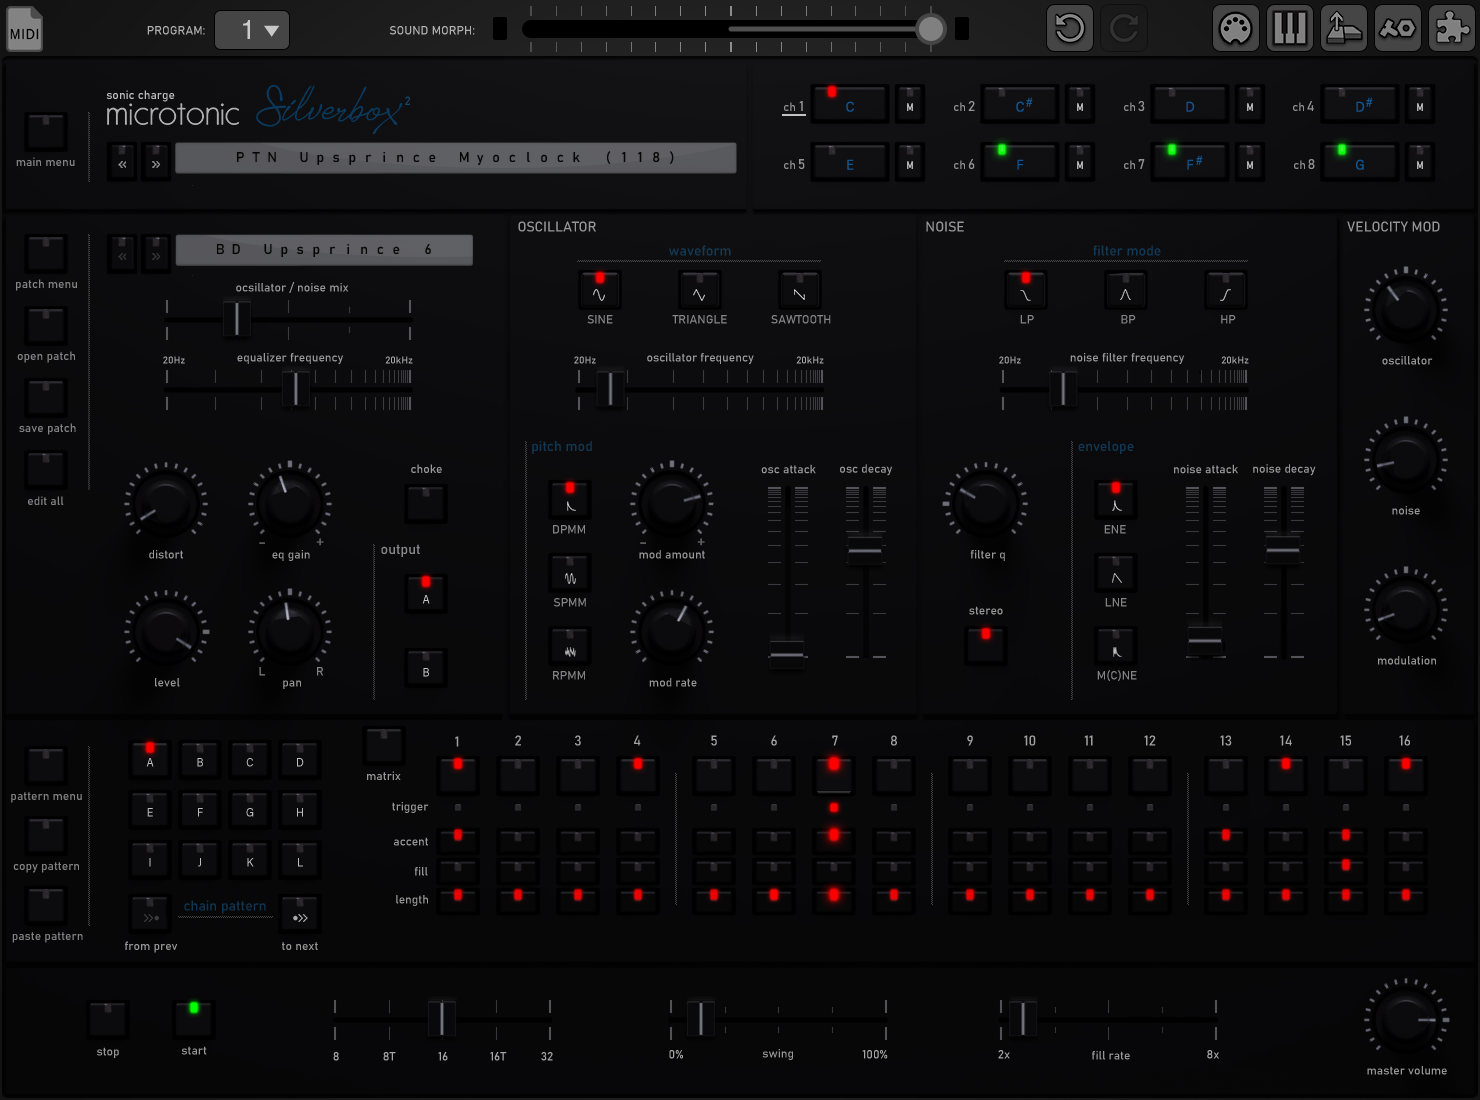 MIDI
PROGRAM: 1
SOUND MORPH:
sonic charge
microtonic Silverbox²
main menu
« »
PTN Upsprince Myoclock (118)
ch 1 C M ch 2 C# M ch 3 D M ch 4 D# M
ch 5 E M ch 6 F M ch 7 F# M ch 8 G M
patch menu
open patch
save patch
edit all
« »
BD Upsprince 6
ocsillator / noise mix
20Hz equalizer frequency 20kHz
distort
- eq gain +
level
L pan R
choke
output
A
B
OSCILLATOR
waveform
SINE TRIANGLE SAWTOOTH
20Hz oscillator frequency 20kHz
pitch mod
DPMM
SPMM
RPMM
- mod amount +
mod rate
osc attack osc decay
NOISE
filter mode
LP BP HP
20Hz noise filter frequency 20kHz
filter q
stereo
envelope
ENE
LNE
M(C)NE
noise attack noise decay
VELOCITY MOD
oscillator
noise
modulation
pattern menu
copy pattern
paste pattern
A B C D
E F G H
I J K L
chain pattern
from prev to next
matrix
1 2 3 4 5 6 7 8 9 10 11 12 13 14 15 16
trigger
accent
fill
length
stop start
8 8T 16 16T 32
0% swing 100%
2x fill rate 8x
master volume